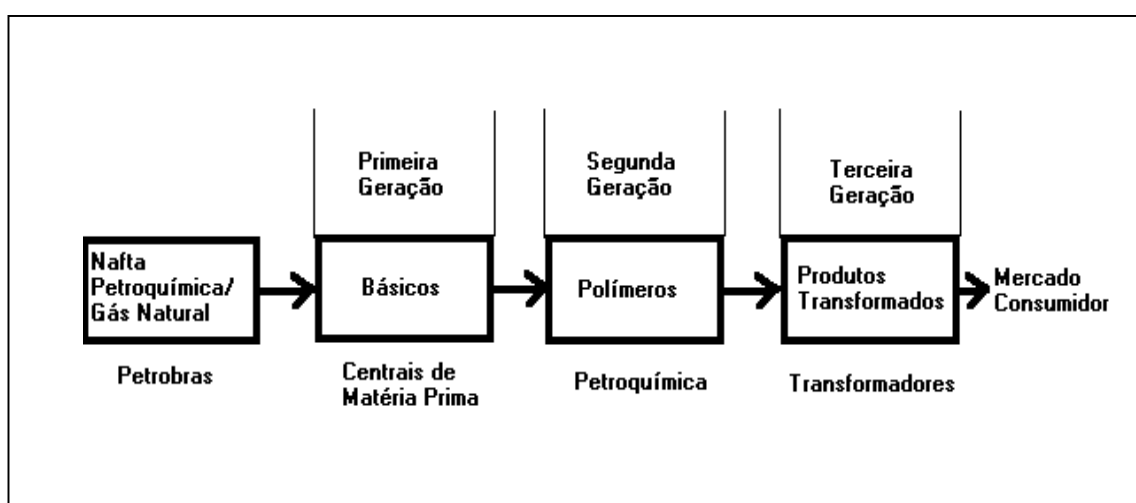 Primeira
Geração
Segunda
Geração
Terceira
Geração
Nafta
Petroquímica/
Gás Natural
Básicos
Polímeros
Produtos
Transformados
Mercado
Consumidor
Petrobras
Centrais de
Matéria Prima
Petroquímica
Transformadores